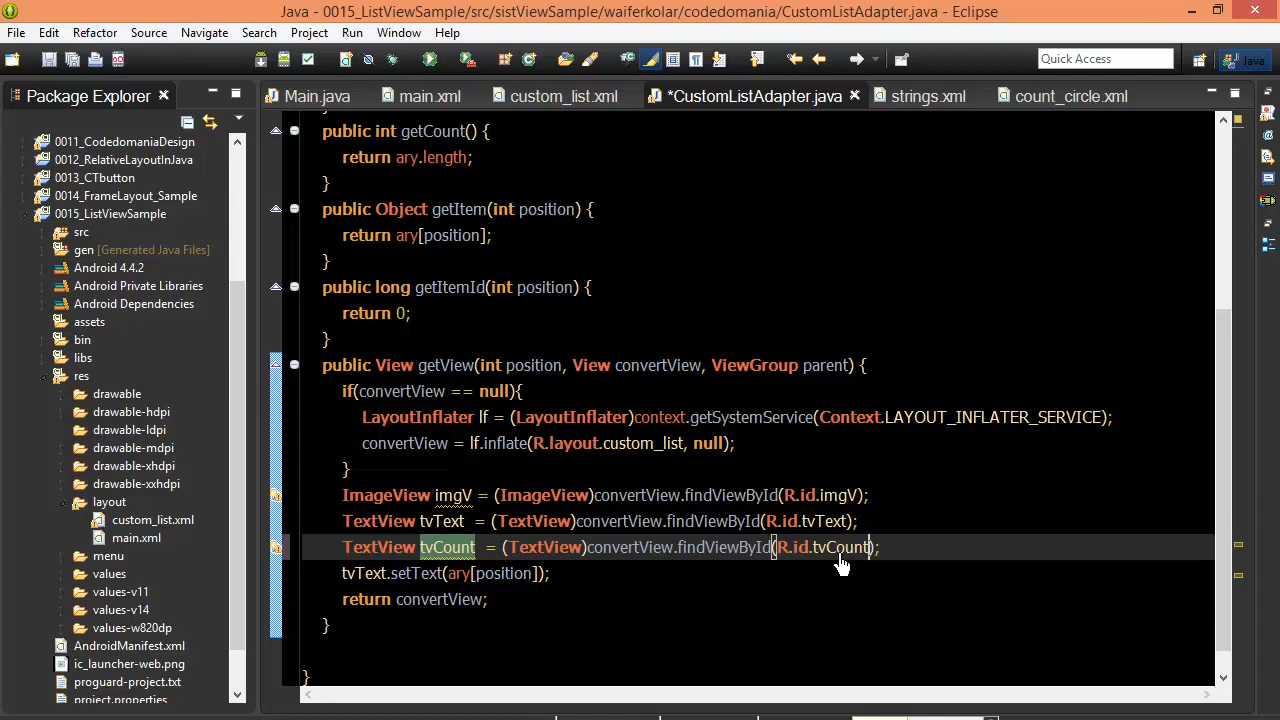 Java - 0015_ListViewSample/src/sistViewSample/waiferkolar/codedomania/CustomListAdapter.java - Eclipse
File Edit Refactor Source Navigate Search Project Run Window Help
Quick Access Java
Package Explorer
Main.java main.xml custom_list.xml *CustomListAdapter.java strings.xml count_circle.xml
0011_CodedomaniaDesign
0012_RelativeLayoutInJava
0013_CTbutton
0014_FrameLayout_Sample
0015_ListViewSample
src
gen [Generated Java Files]
Android 4.4.2
Android Private Libraries
Android Dependencies
assets
bin
libs
res
drawable
drawable-hdpi
drawable-ldpi
drawable-mdpi
drawable-xhdpi
drawable-xxhdpi
layout
custom_list.xml
main.xml
menu
values
values-v11
values-v14
values-w820dp
AndroidManifest.xml
ic_launcher-web.png
proguard-project.txt
project.properties
}
public int getCount() {
return ary.length;
}
public Object getItem(int position) {
return ary[position];
}
public long getItemId(int position) {
return 0;
}
public View getView(int position, View convertView, ViewGroup parent) {
if(convertView == null){
LayoutInflater lf = (LayoutInflater)context.getSystemService(Context.LAYOUT_INFLATER_SERVICE);
convertView = lf.inflate(R.layout.custom_list, null);
}
ImageView imgV = (ImageView)convertView.findViewById(R.id.imgV);
TextView tvText = (TextView)convertView.findViewById(R.id.tvText);
TextView tvCount = (TextView)convertView.findViewById(R.id.tvCount);
tvText.setText(ary[position]);
return convertView;
}
}